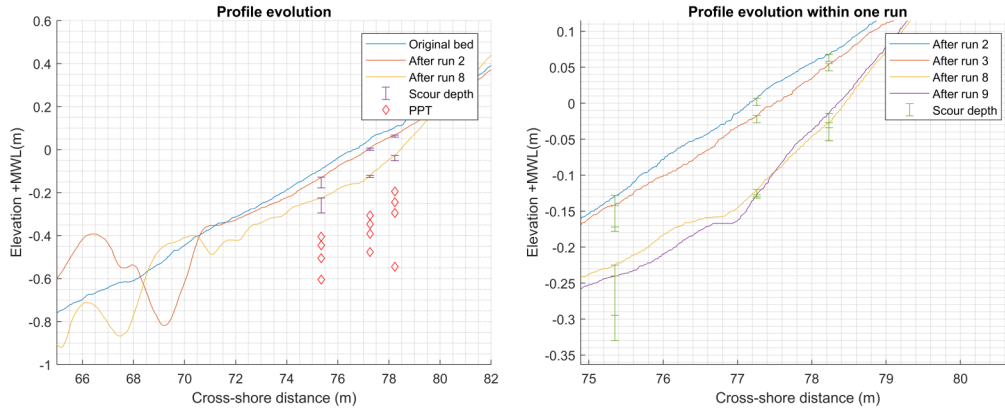 Profile evolution
0.6
0.4
0.2
0
-0.2
-0.4
-0.6
-0.8
-1
Elevation +MWL(m)
66
68
70
72
74
76
78
80
82
Cross-shore distance (m)
Original bed
After run 2
After run 8
Scour depth
PPT
Profile evolution within one run
0.1
0.05
0
-0.05
-0.1
-0.15
-0.2
-0.25
-0.3
-0.35
Elevation +MWL(m)
75
76
77
78
79
80
Cross-shore distance (m)
After run 2
After run 3
After run 8
After run 9
Scour depth